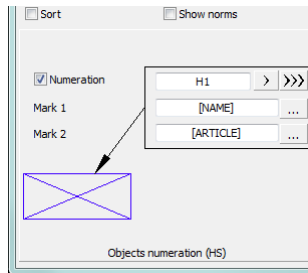 Sort Show norms
Numeration H1 > >>>
Mark 1 [NAME] ...
Mark 2 [ARTICLE] ...
Objects numeration (HS)